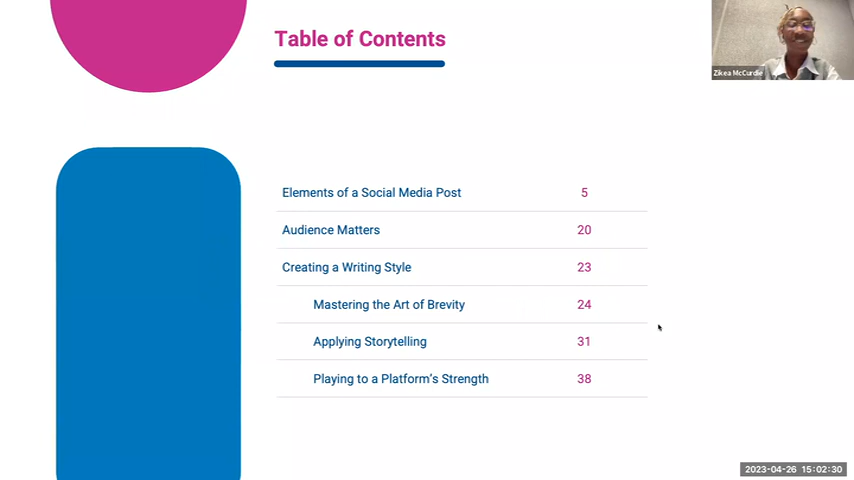 Table of Contents
Zikea McCurdie
Elements of a Social Media Post 5
Audience Matters 20
Creating a Writing Style 23
Mastering the Art of Brevity 24
Applying Storytelling 31
Playing to a Platform's Strength 38
2023-04-26 15:02:30